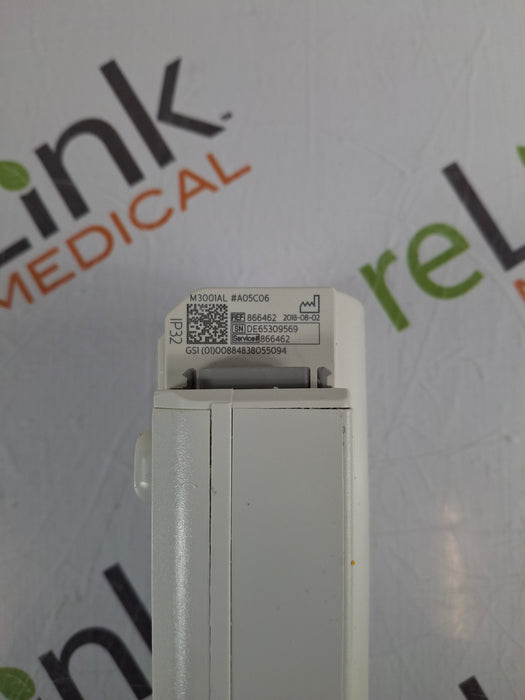 Link
MEDICAL
reL
M3001AL #A05C06
IP32
REF 866462 2018-08-02
SN DE65309569
Service# 866462
GS1 (01)00884838055094